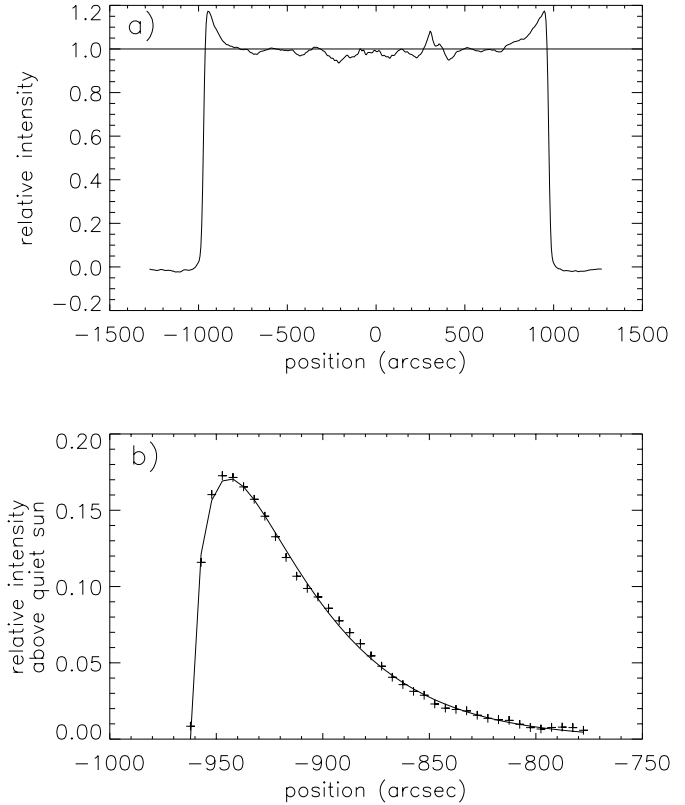 a)
1.2
1.0
0.8
0.6
0.4
0.2
0.0
−0.2
relative intensity
−1500 −1000 −500 0 500 1000 1500
position (arcsec)
b)
0.20
0.15
0.10
0.05
0.00
relative intensity
above quiet sun
−1000 −950 −900 −850 −800 −750
position (arcsec)